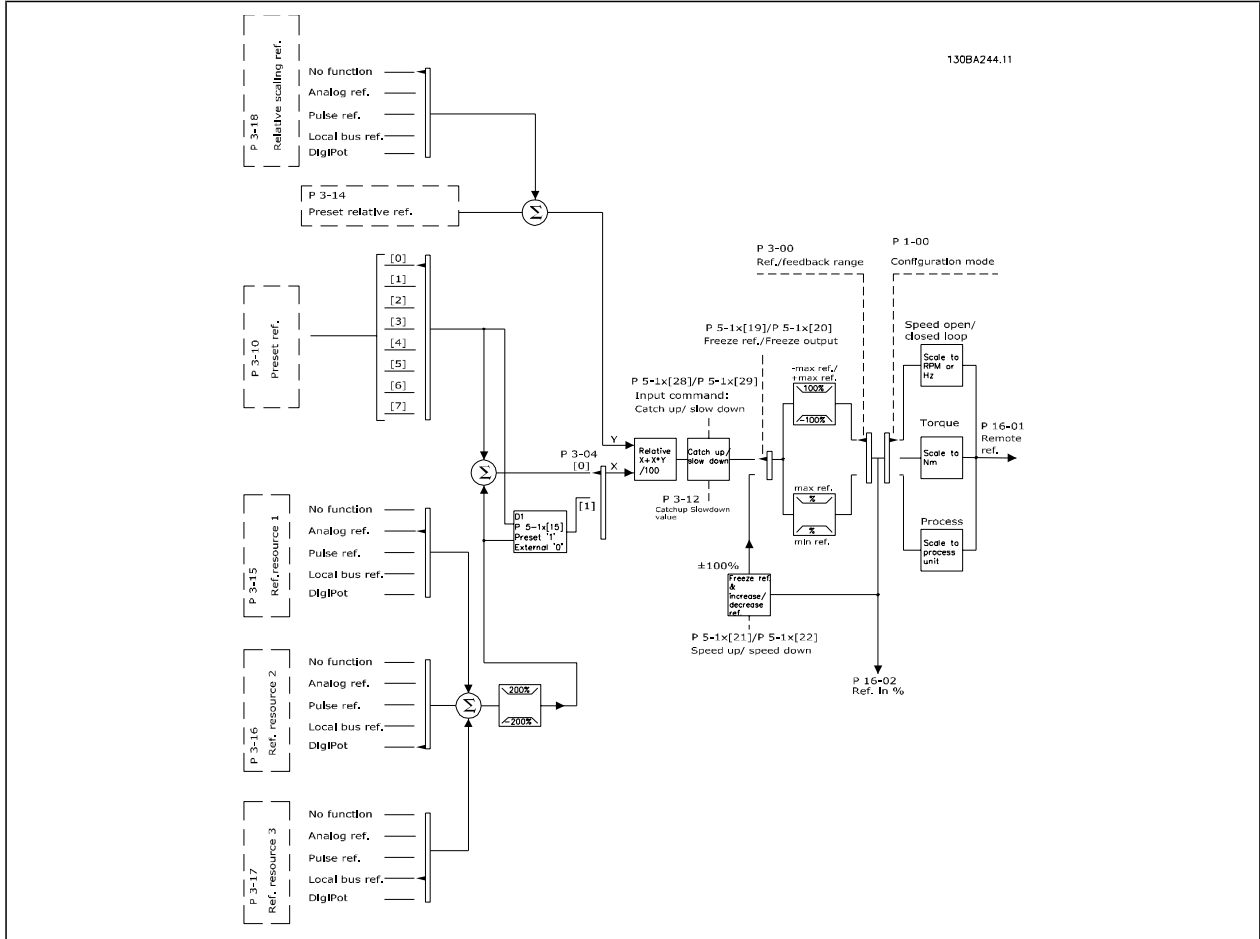 130BA244.11
P 3-18
Relative scaling ref.
No function
Analog ref.
Pulse ref.
Local bus ref.
DigiPot
P 3-14
Preset relative ref.
Σ
P 3-10
Preset ref.
[0]
[1]
[2]
[3]
[4]
[5]
[6]
[7]
P 3-15
Ref.resource 1
No function
Analog ref.
Pulse ref.
Local bus ref.
DigiPot
P 3-16
Ref. resource 2
No function
Analog ref.
Pulse ref.
Local bus ref.
DigiPot
P 3-17
Ref. resource 3
No function
Analog ref.
Pulse ref.
Local bus ref.
DigiPot
Σ
200%
-200%
Σ
D1
P 5-1x[15]
Preset '1'
External '0'
P 3-04
[0]
[1]
Y
X
Relative
X+X*Y
/100
P 5-1x[28]/P 5-1x[29]
Input command:
Catch up/ slow down
Catch up/
slow down
P 3-12
Catchup Slowdown
value
P 5-1x[19]/P 5-1x[20]
Freeze ref./Freeze output
±100%
Freeze ref.
&
increase/
decrease
ref.
P 5-1x[21]/P 5-1x[22]
Speed up/ speed down
-max ref./
+max ref.
100%
-100%
max ref.
%
%
min ref.
P 3-00
Ref./feedback range
P 1-00
Configuration mode
Speed open/
closed loop
Scale to
RPM or
Hz
Torque
Scale to
Nm
Process
Scale to
process
unit
P 16-01
Remote
ref.
P 16-02
Ref. in %